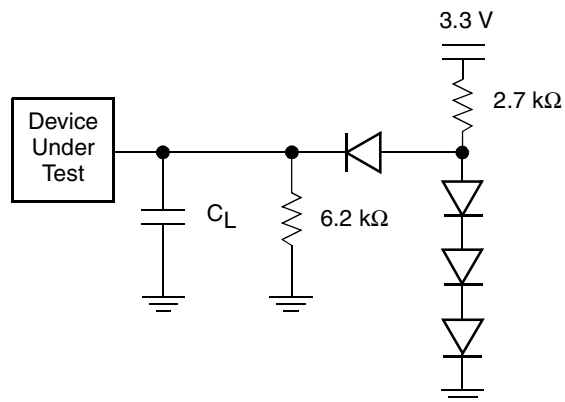 3.3 V
2.7 kΩ
Device
Under
Test
C_L
6.2 kΩ